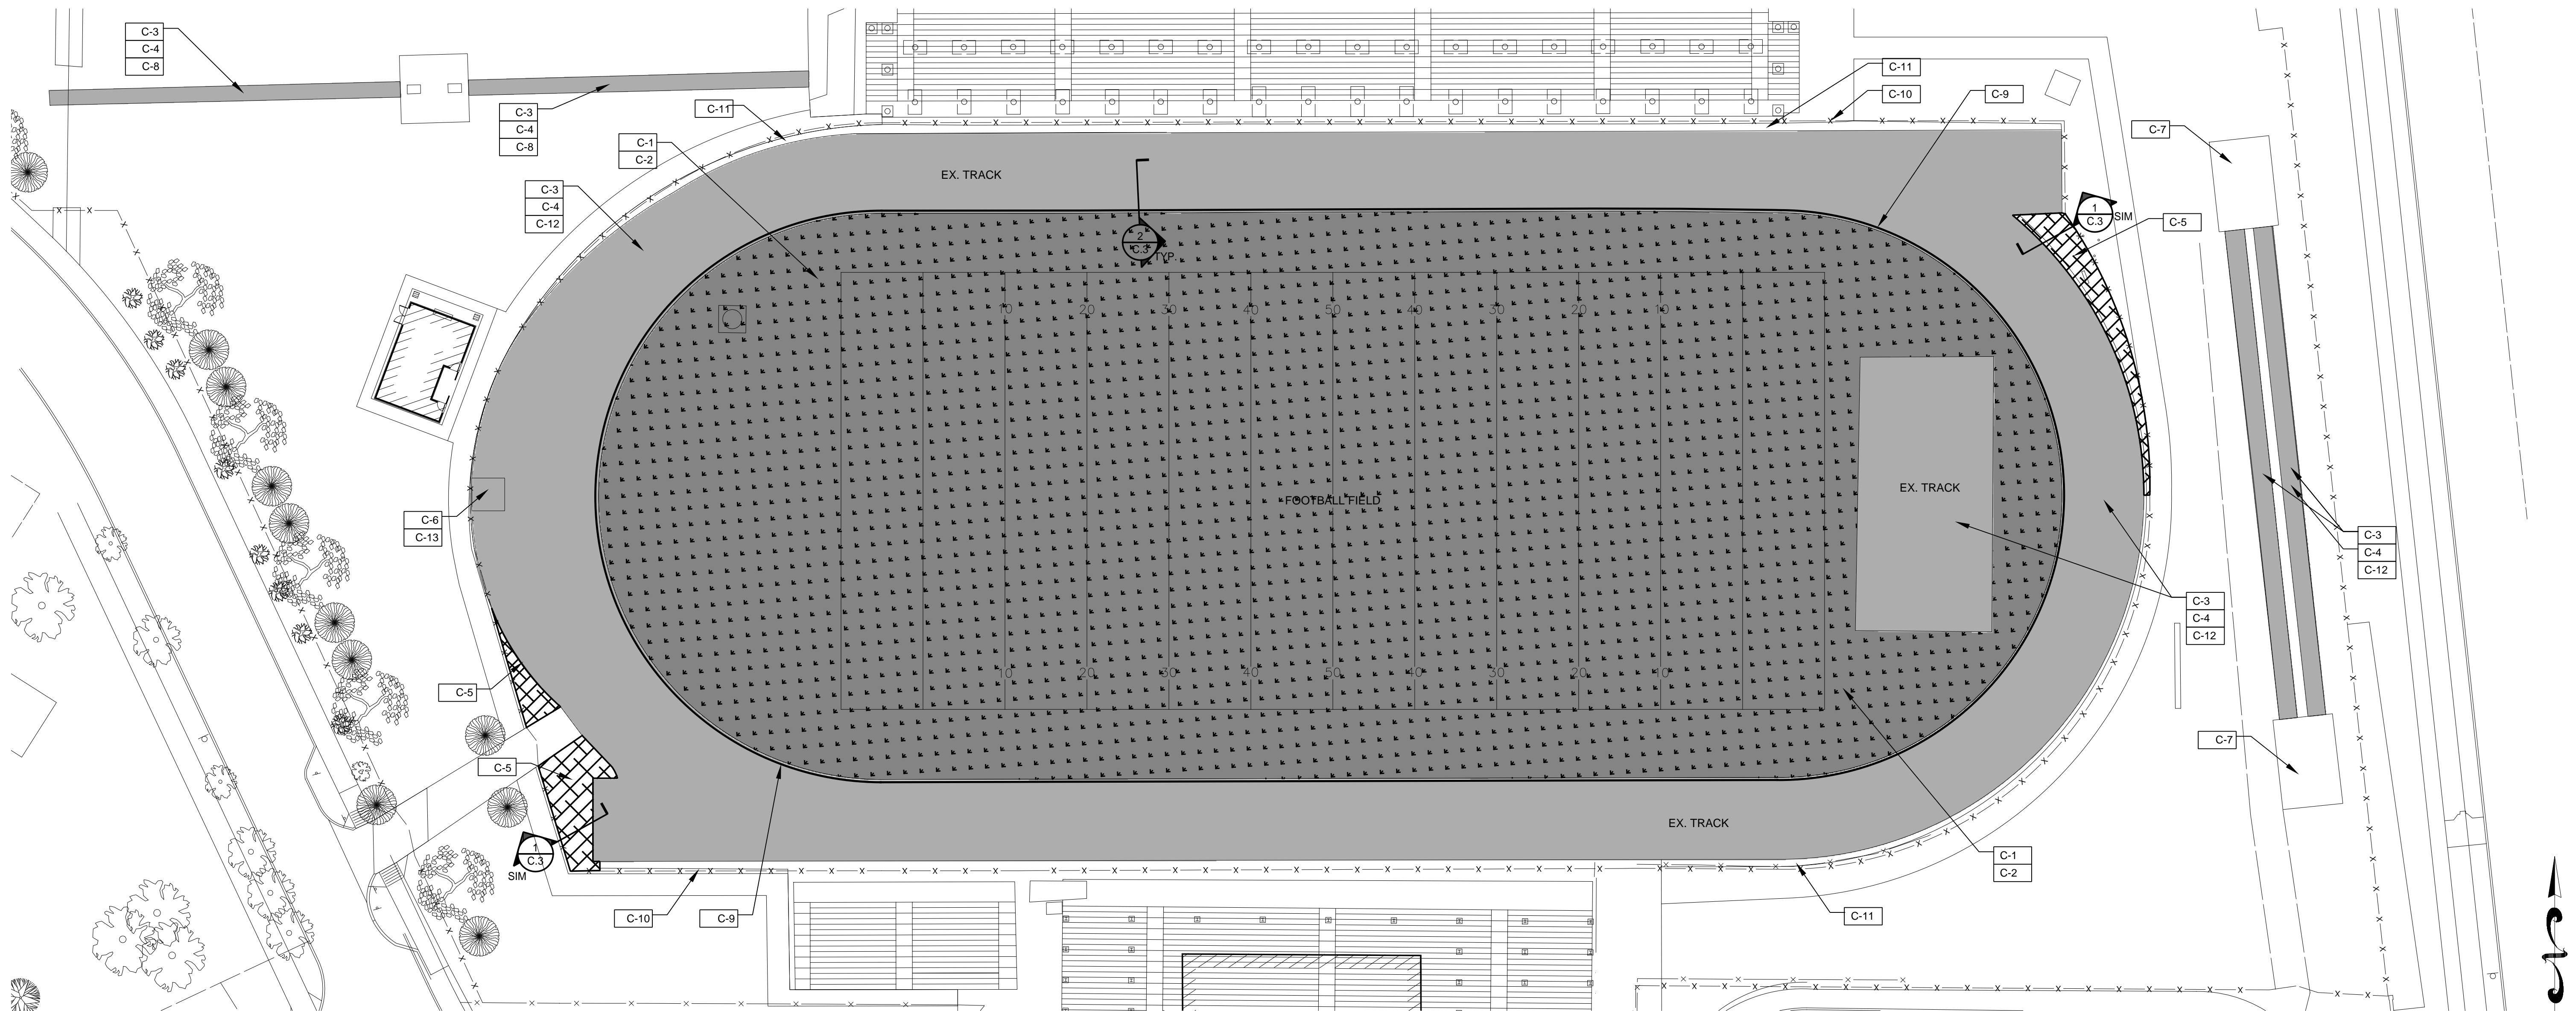 C-3
C-4
C-8
C-3
C-4
C-8
C-11
C-11
C-10
C-9
C-7
C-1
C-2
C-3
C-4
C-12
EX. TRACK
1
C.3
SIM
C-5
2
C.3
TYP.
10 20 30 40 50 40 30 20 10
C-6
C-13
FOOTBALL FIELD
EX. TRACK
C-3
C-4
C-12
C-3
C-4
C-12
10 20 30 40 50 40 30 20 10
C-5
C-7
C-5
EX. TRACK
1
C.3
SIM
C-1
C-2
C-10
C-9
C-11